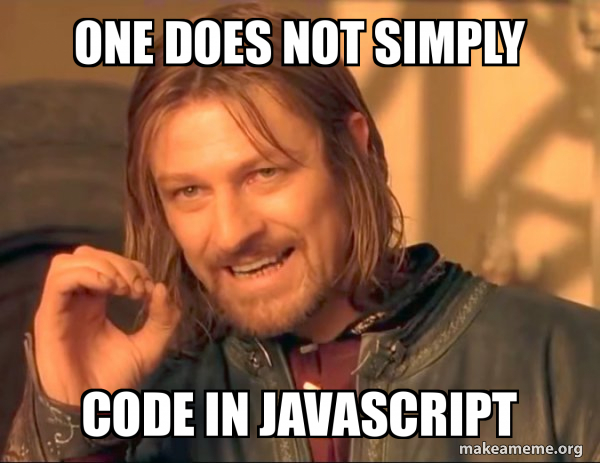 ONE DOES NOT SIMPLY
CODE IN JAVASCRIPT
makeameme.org